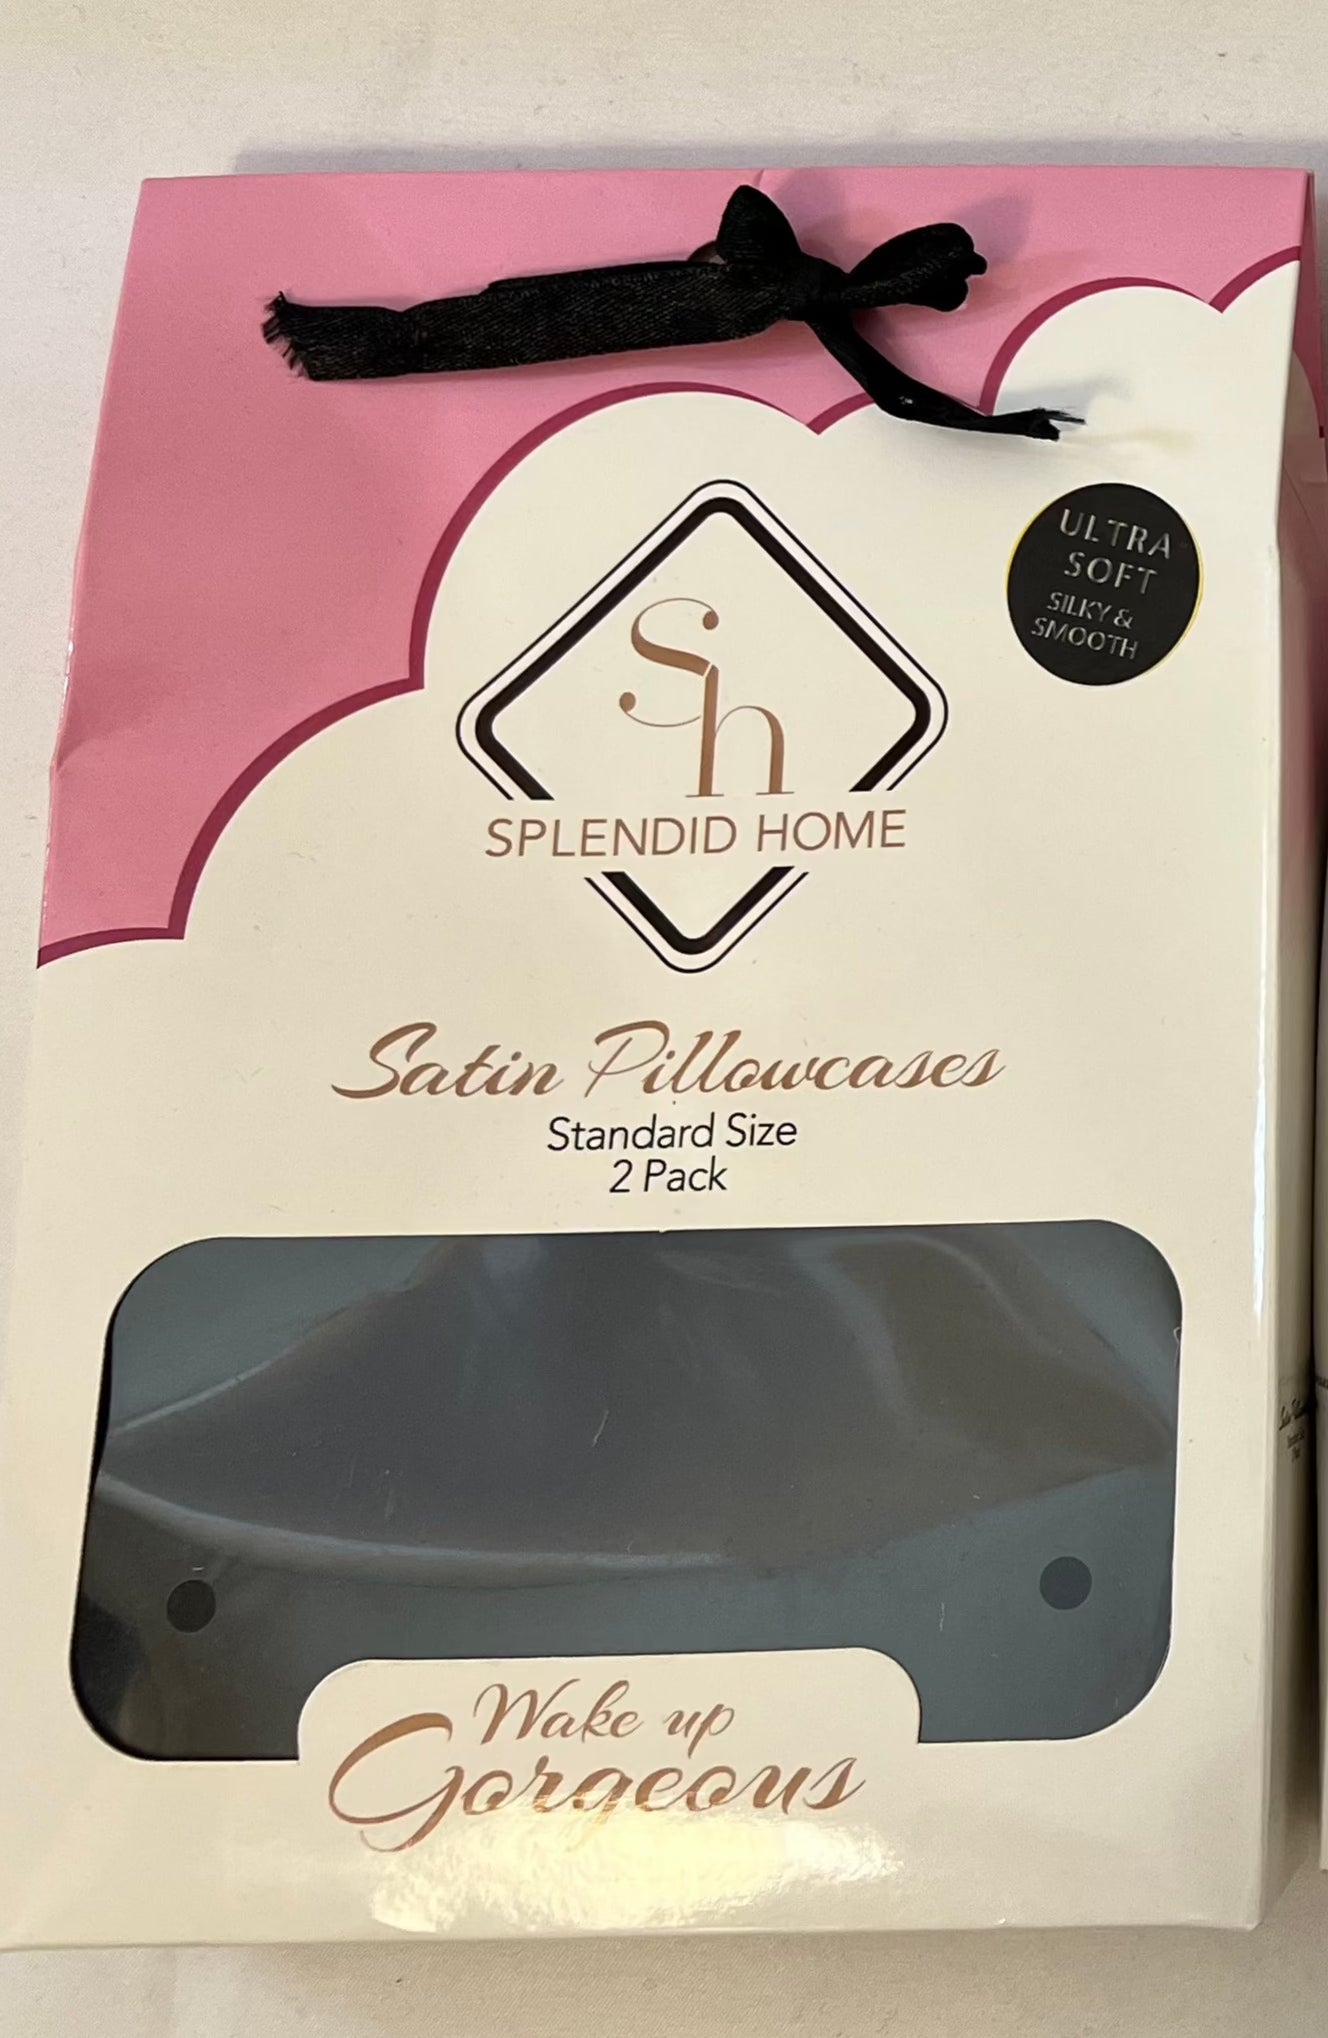 ULTRA
SOFT
SILKY &
SMOOTH
sh
SPLENDID HOME
Satin Pillowcases
Standard Size
2 Pack
Wake up
Gorgeous